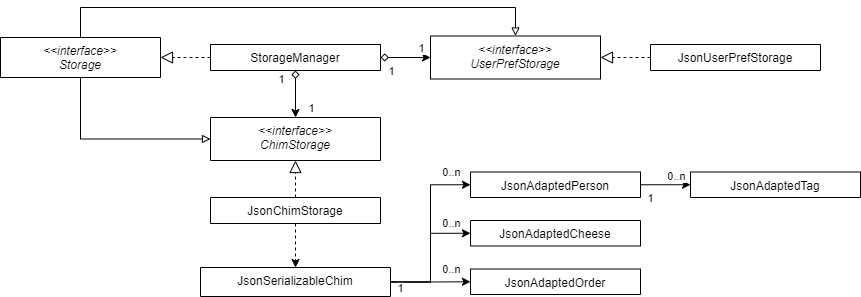 <<interface>>
Storage
StorageManager
1
1
<<interface>>
UserPrefStorage
JsonUserPrefStorage
1
1
<<interface>>
ChimStorage
JsonChimStorage
JsonSerializableChim
1
0..n
JsonAdaptedPerson
1
0..n
JsonAdaptedTag
0..n
JsonAdaptedCheese
0..n
JsonAdaptedOrder